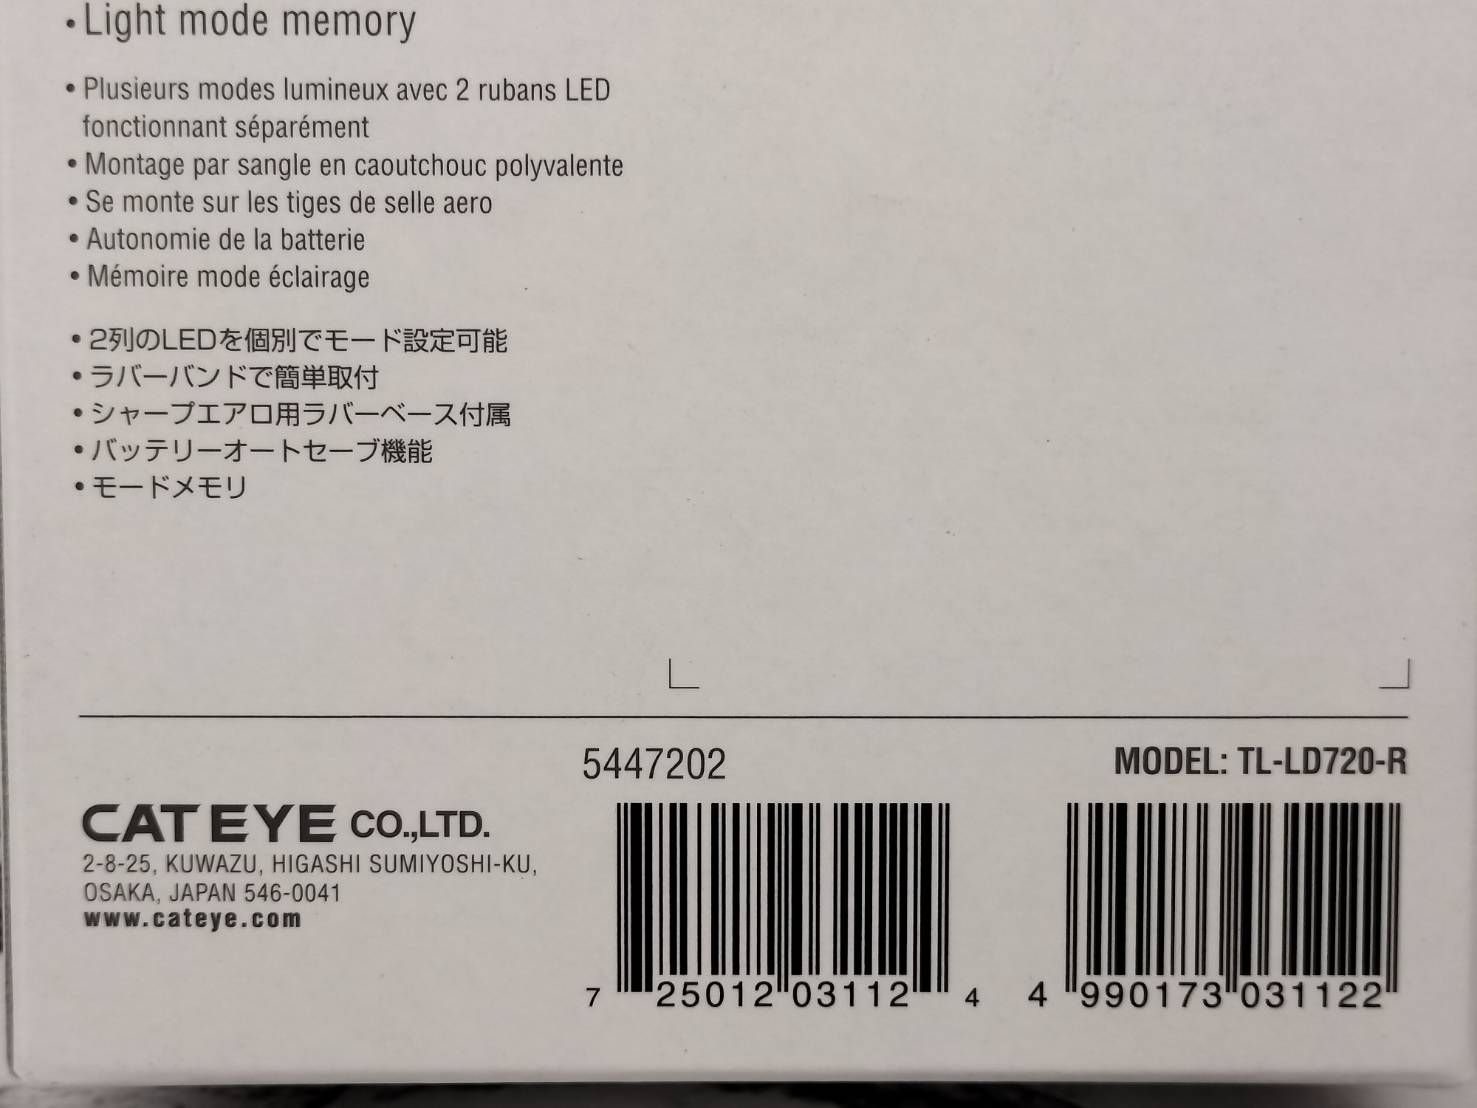 • Light mode memory
• Plusieurs modes lumineux avec 2 rubans LED
fonctionnant séparément
• Montage par sangle en caoutchouc polyvalente
• Se monte sur les tiges de selle aero
• Autonomie de la batterie
• Mémoire mode éclairage
• 2列のLEDを個別でモード設定可能
• ラバーバンドで簡単取付
• シャープエアロ用ラバーベース付属
• バッテリーオートセーブ機能
• モードメモリ
5447202
MODEL: TL-LD720-R
CAT EYE CO.,LTD.
2-8-25, KUWAZU, HIGASHI SUMIYOSHI-KU,
OSAKA, JAPAN 546-0041
www.cateye.com
7 25012 03112 4
4 990173 031122